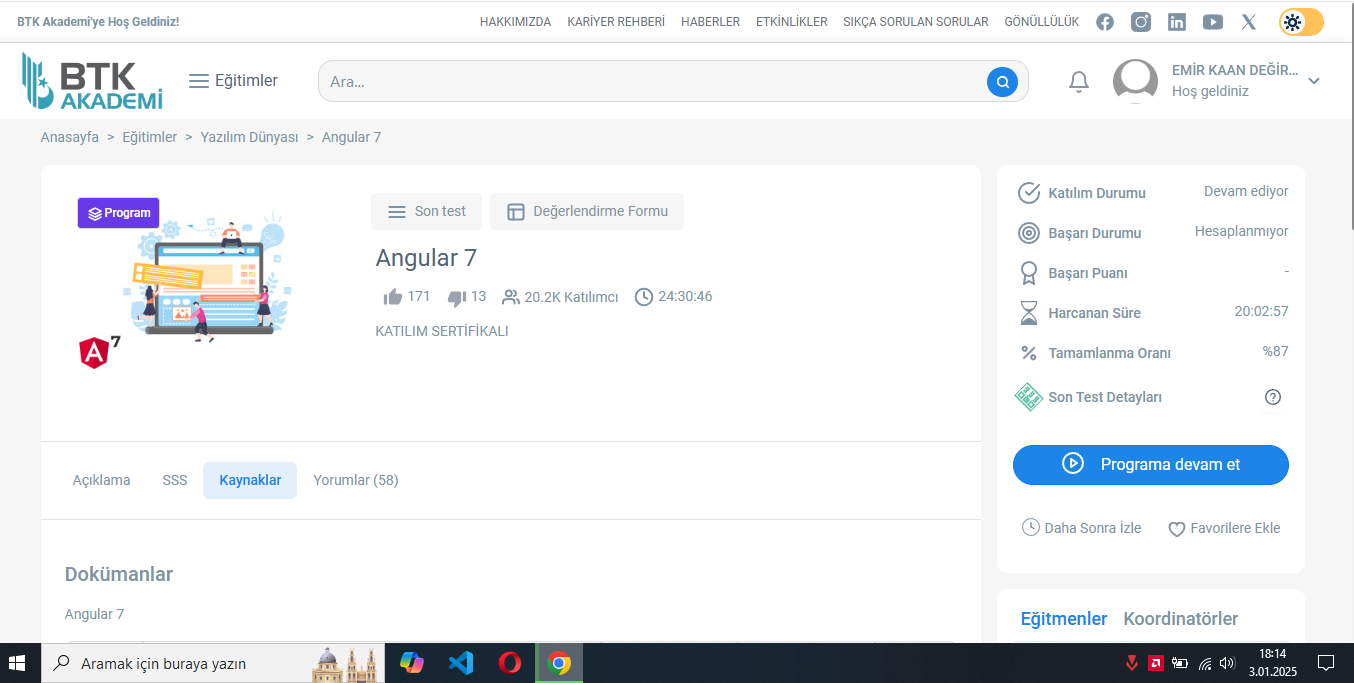 BTK Akademi'ye Hoş Geldiniz!
HAKKIMIZDA KARİYER REHBERİ HABERLER ETKİNLİKLER SIKÇA SORULAN SORULAR GÖNÜLLÜLÜK
BTK
AKADEMİ
Eğitimler
Ara...
EMİR KAAN DEĞİR...
Hoş geldiniz
Anasayfa > Eğitimler > Yazılım Dünyası > Angular 7
Program
A 7
Son test
Değerlendirme Formu
Angular 7
171 13 20.2K Katılımcı 24:30:46
KATILIM SERTİFİKALI
Açıklama SSS Kaynaklar Yorumlar (58)
Dokümanlar
Angular 7
Katılım Durumu Devam ediyor
Başarı Durumu Hesaplanmıyor
Başarı Puanı -
Harcanan Süre 20:02:57
Tamamlanma Oranı %87
Son Test Detayları
Programa devam et
Daha Sonra İzle Favorilere Ekle
Eğitmenler Koordinatörler
Aramak için buraya yazın
18:14
3.01.2025